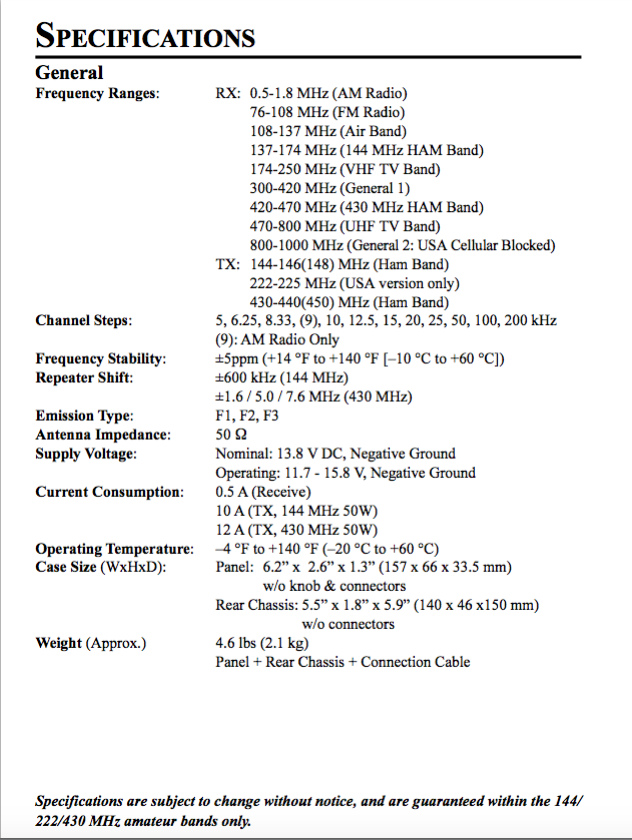 SPECIFICATIONS
General
Frequency Ranges: RX: 0.5-1.8 MHz (AM Radio)
76-108 MHz (FM Radio)
108-137 MHz (Air Band)
137-174 MHz (144 MHz HAM Band)
174-250 MHz (VHF TV Band)
300-420 MHz (General 1)
420-470 MHz (430 MHz HAM Band)
470-800 MHz (UHF TV Band)
800-1000 MHz (General 2: USA Cellular Blocked)
TX: 144-146(148) MHz (Ham Band)
222-225 MHz (USA version only)
430-440(450) MHz (Ham Band)
Channel Steps: 5, 6.25, 8.33, (9), 10, 12.5, 15, 20, 25, 50, 100, 200 kHz
(9): AM Radio Only
Frequency Stability: ±5ppm (+14 °F to +140 °F [–10 °C to +60 °C])
Repeater Shift: ±600 kHz (144 MHz)
±1.6 / 5.0 / 7.6 MHz (430 MHz)
Emission Type: F1, F2, F3
Antenna Impedance: 50 Ω
Supply Voltage: Nominal: 13.8 V DC, Negative Ground
Operating: 11.7 - 15.8 V, Negative Ground
Current Consumption: 0.5 A (Receive)
10 A (TX, 144 MHz 50W)
12 A (TX, 430 MHz 50W)
Operating Temperature: –4 °F to +140 °F (–20 °C to +60 °C)
Case Size (WxHxD): Panel: 6.2” x 2.6” x 1.3” (157 x 66 x 33.5 mm)
w/o knob & connectors
Rear Chassis: 5.5” x 1.8” x 5.9” (140 x 46 x150 mm)
w/o connectors
Weight (Approx.) 4.6 lbs (2.1 kg)
Panel + Rear Chassis + Connection Cable
Specifications are subject to change without notice, and are guaranteed within the 144/
222/430 MHz amateur bands only.